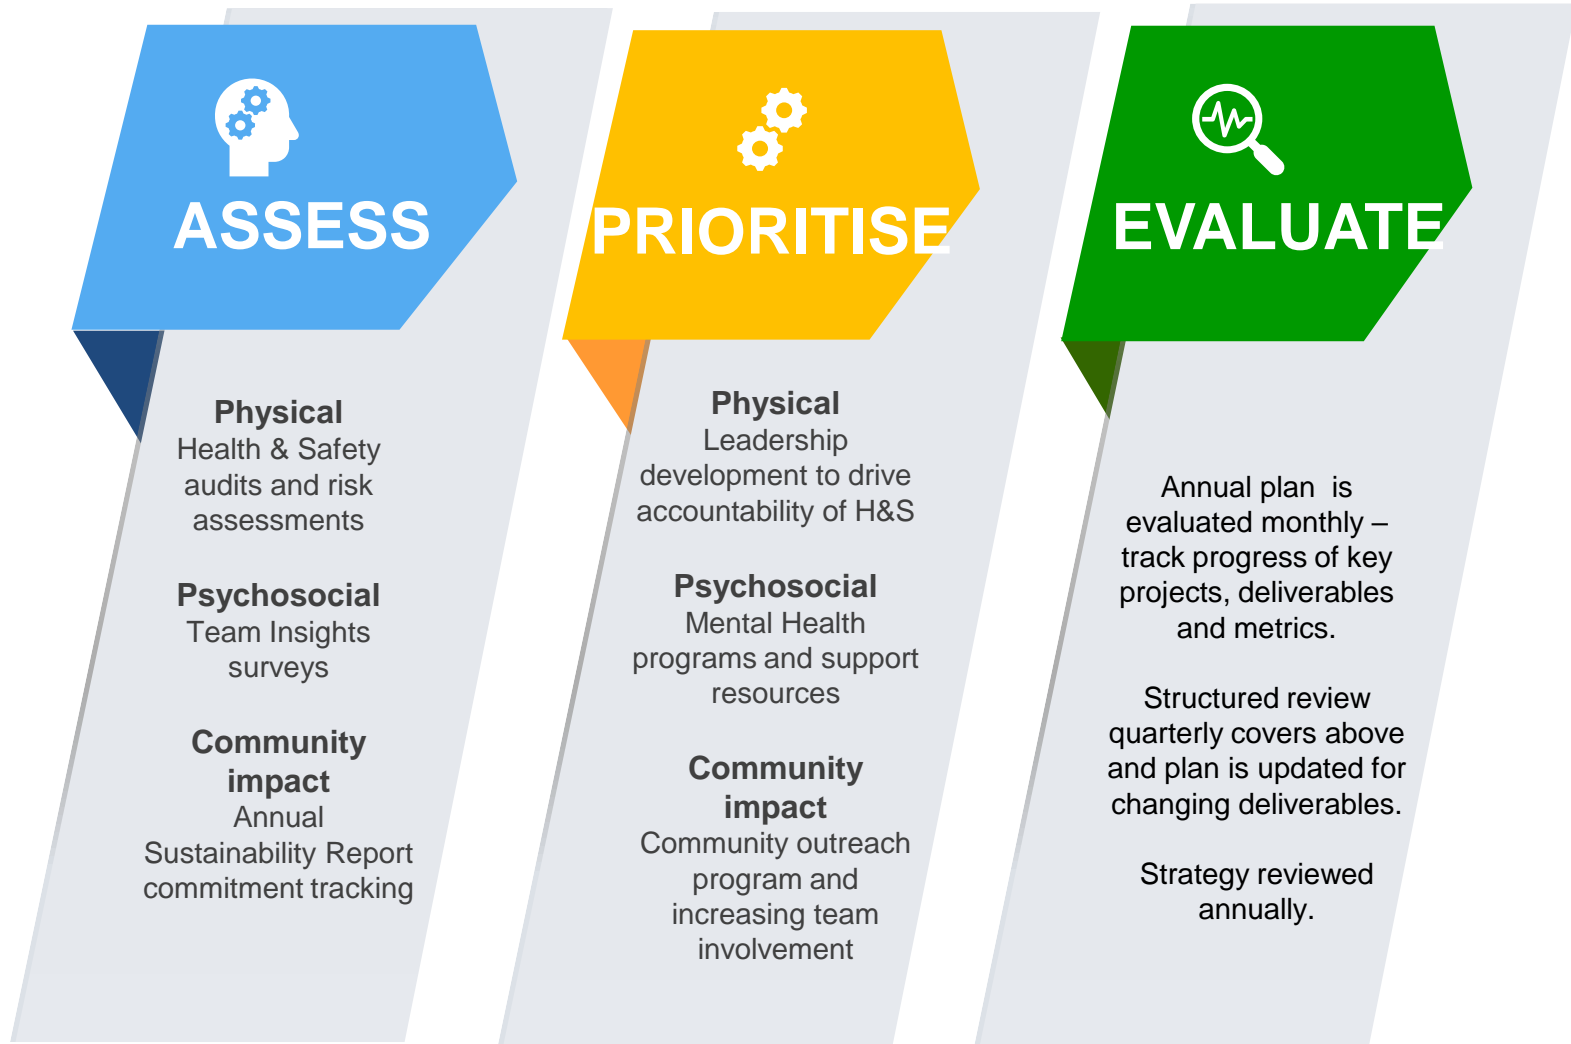 ASSESS
Physical
Health & Safety
audits and risk
assessments
Psychosocial
Team Insights
surveys
Community
impact
Annual
Sustainability Report
commitment tracking
PRIORITISE
Physical
Leadership
development to drive
accountability of H&S
Psychosocial
Mental Health
programs and support
resources
Community
impact
Community outreach
program and
increasing team
involvement
EVALUATE
Annual plan  is
evaluated monthly –
track progress of key
projects, deliverables
and metrics.
Structured review
quarterly covers above
and plan is updated for
changing deliverables.
Strategy reviewed
annually.